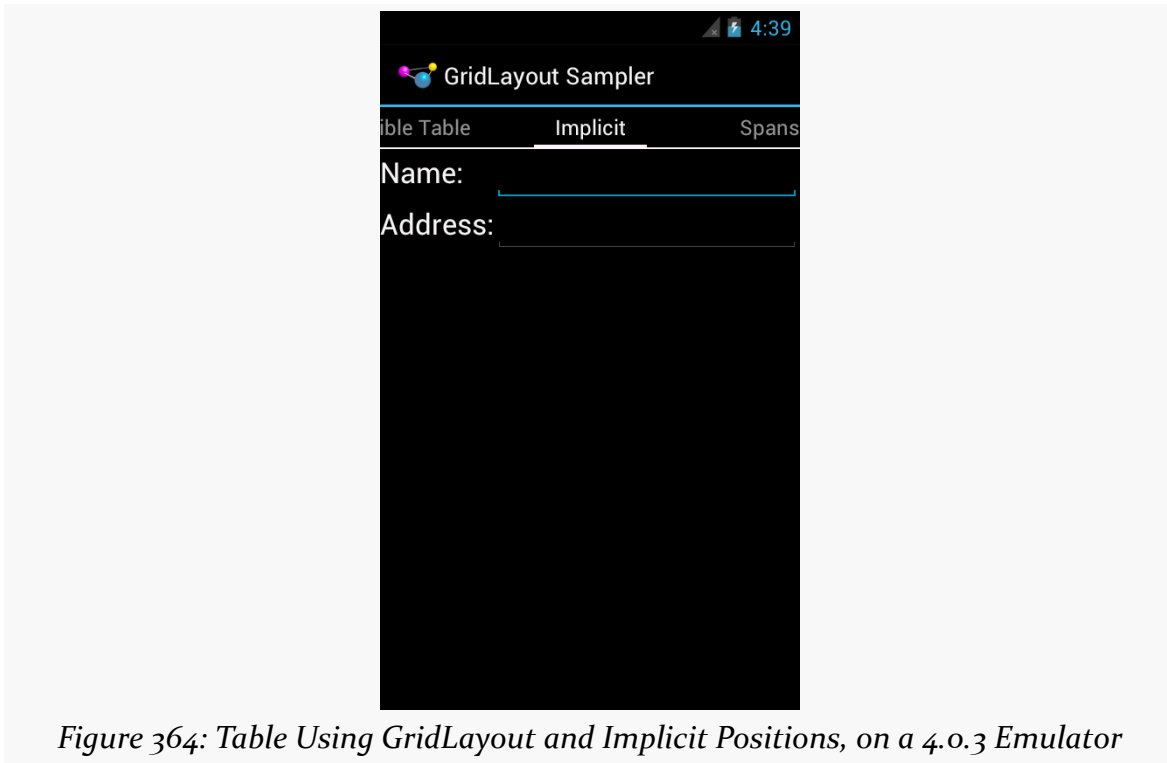 4:39
GridLayout Sampler
ible Table Implicit Spans
Name:
Address:
Figure 364: Table Using GridLayout and Implicit Positions, on a 4.0.3 Emulator